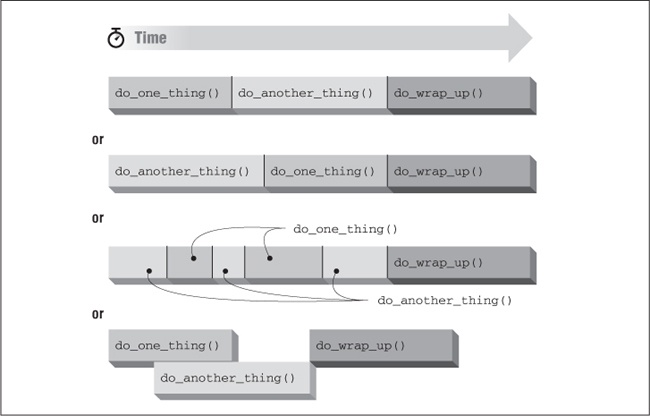 Time
do_one_thing() do_another_thing() do_wrap_up()
or
do_another_thing() do_one_thing() do_wrap_up()
or
do_one_thing()
do_wrap_up()
do_another_thing()
or
do_one_thing() do_wrap_up()
do_another_thing()